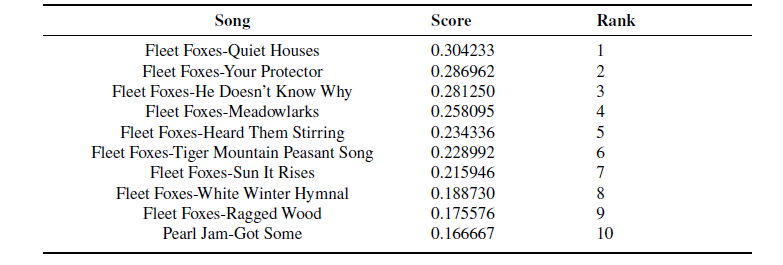 Song Score Rank
Fleet Foxes-Quiet Houses 0.304233 1
Fleet Foxes-Your Protector 0.286962 2
Fleet Foxes-He Doesn’t Know Why 0.281250 3
Fleet Foxes-Meadowlarks 0.258095 4
Fleet Foxes-Heard Them Stirring 0.234336 5
Fleet Foxes-Tiger Mountain Peasant Song 0.228992 6
Fleet Foxes-Sun It Rises 0.215946 7
Fleet Foxes-White Winter Hymnal 0.188730 8
Fleet Foxes-Ragged Wood 0.175576 9
Pearl Jam-Got Some 0.166667 10